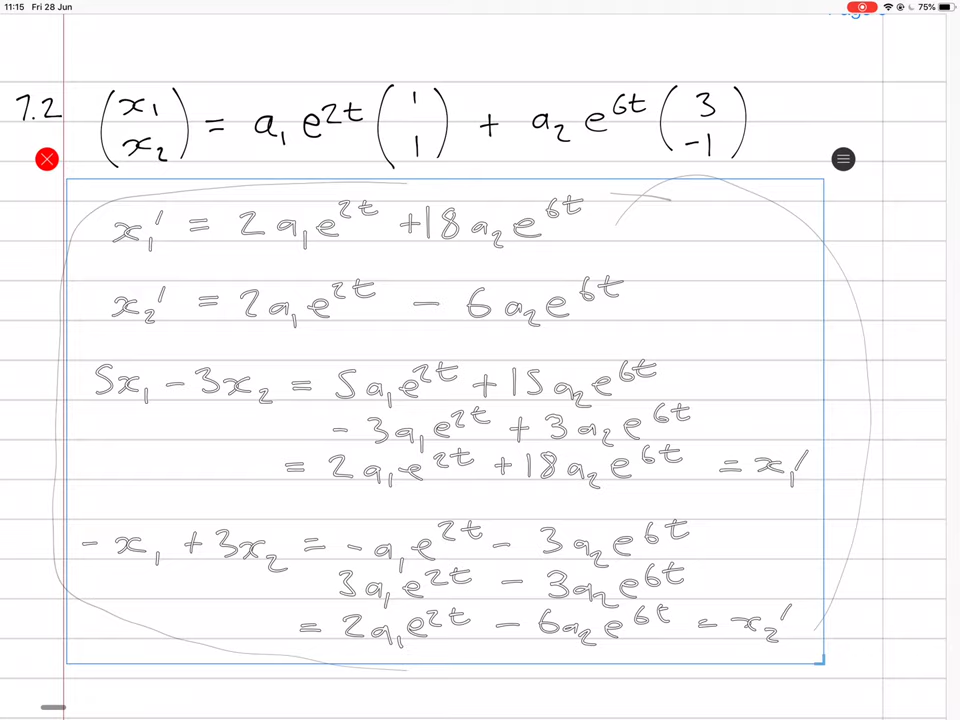 11:15 Fri 28 Jun 75%
7.2 (x₁ x₂) = a₁e^2t (1 1) + a₂e^6t (3 -1)
x₁' = 2a₁e^2t + 18a₂e^6t
x₂' = 2a₁e^2t - 6a₂e^6t
5x₁ - 3x₂ = 5a₁e^2t + 15a₂e^6t
- 3a₁e^2t + 3a₂e^6t
= 2a₁e^2t + 18a₂e^6t = x₁'
- x₁ + 3x₂ = - a₁e^2t - 3a₂e^6t
3a₁e^2t - 3a₂e^6t
= 2a₁e^2t - 6a₂e^6t = x₂'